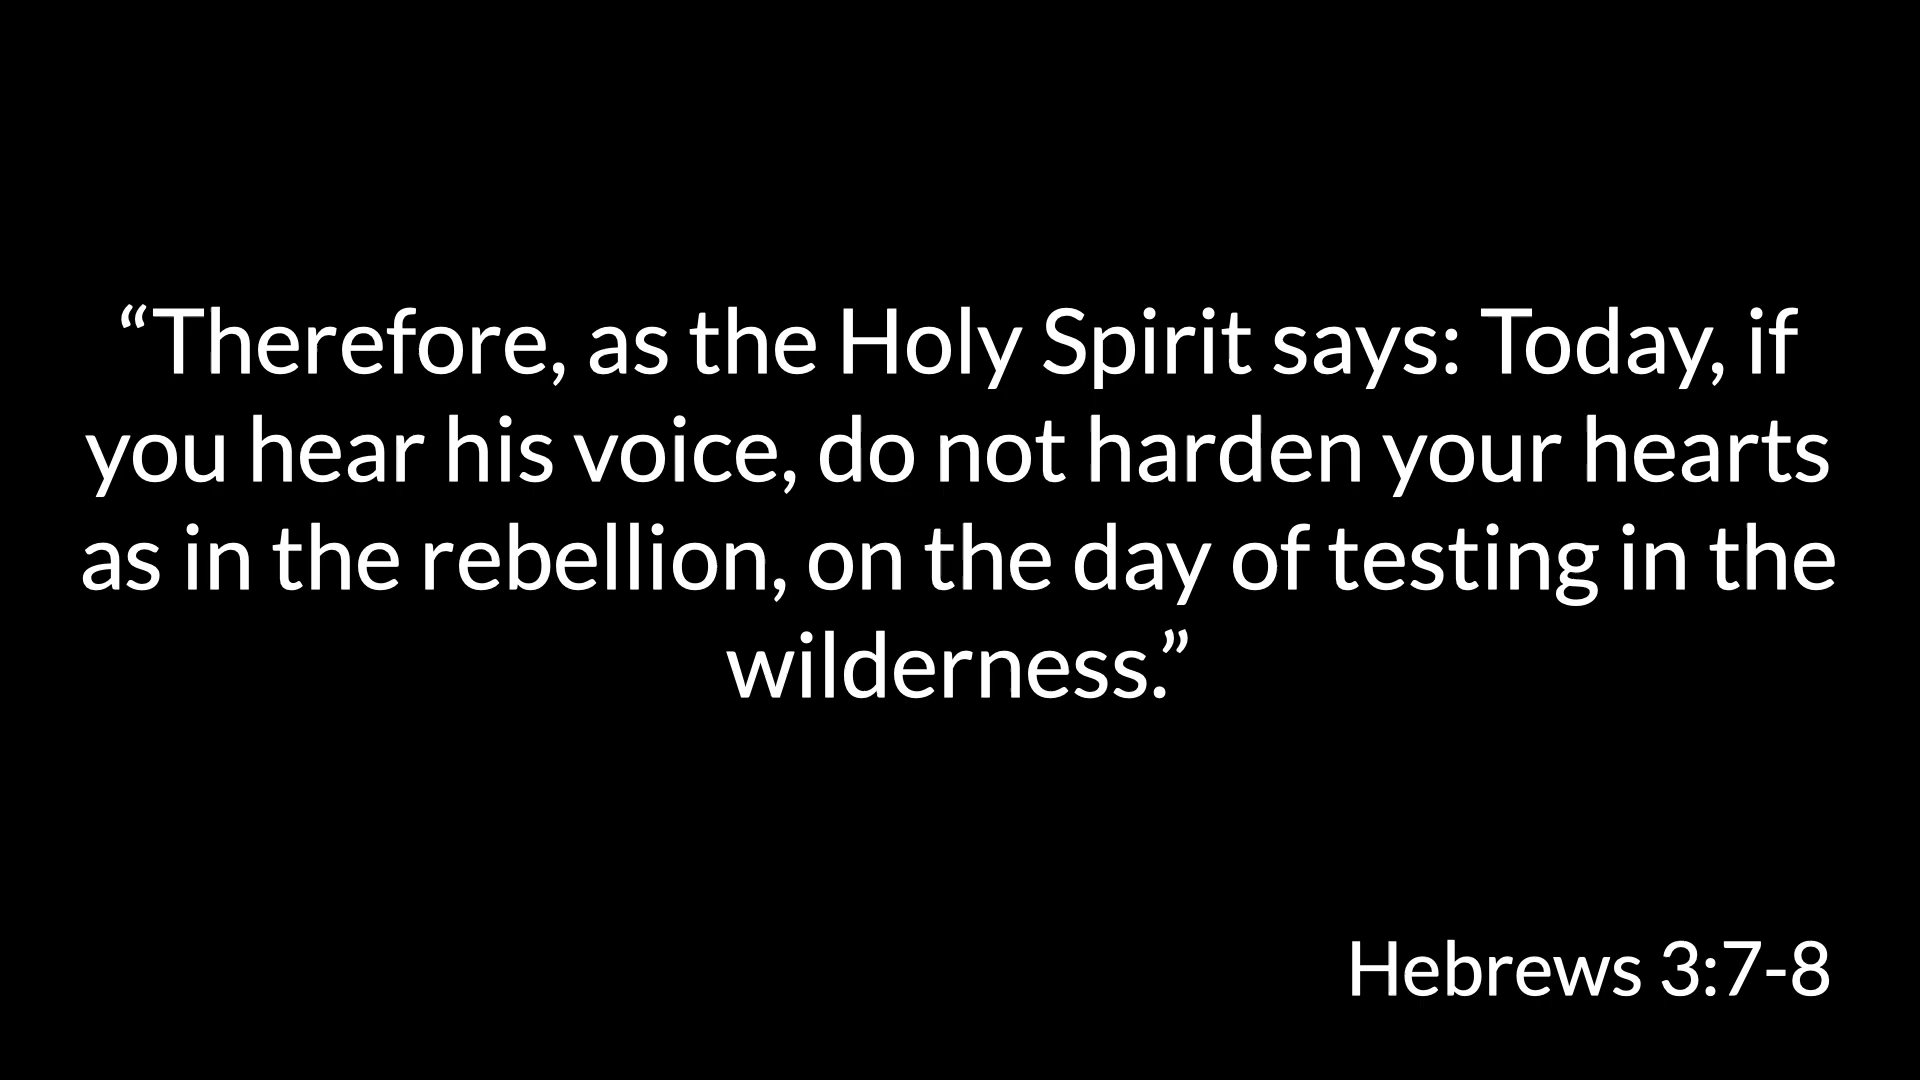 “Therefore, as the Holy Spirit says: Today, if
you hear his voice, do not harden your hearts
as in the rebellion, on the day of testing in the
wilderness.”
Hebrews 3:7-8